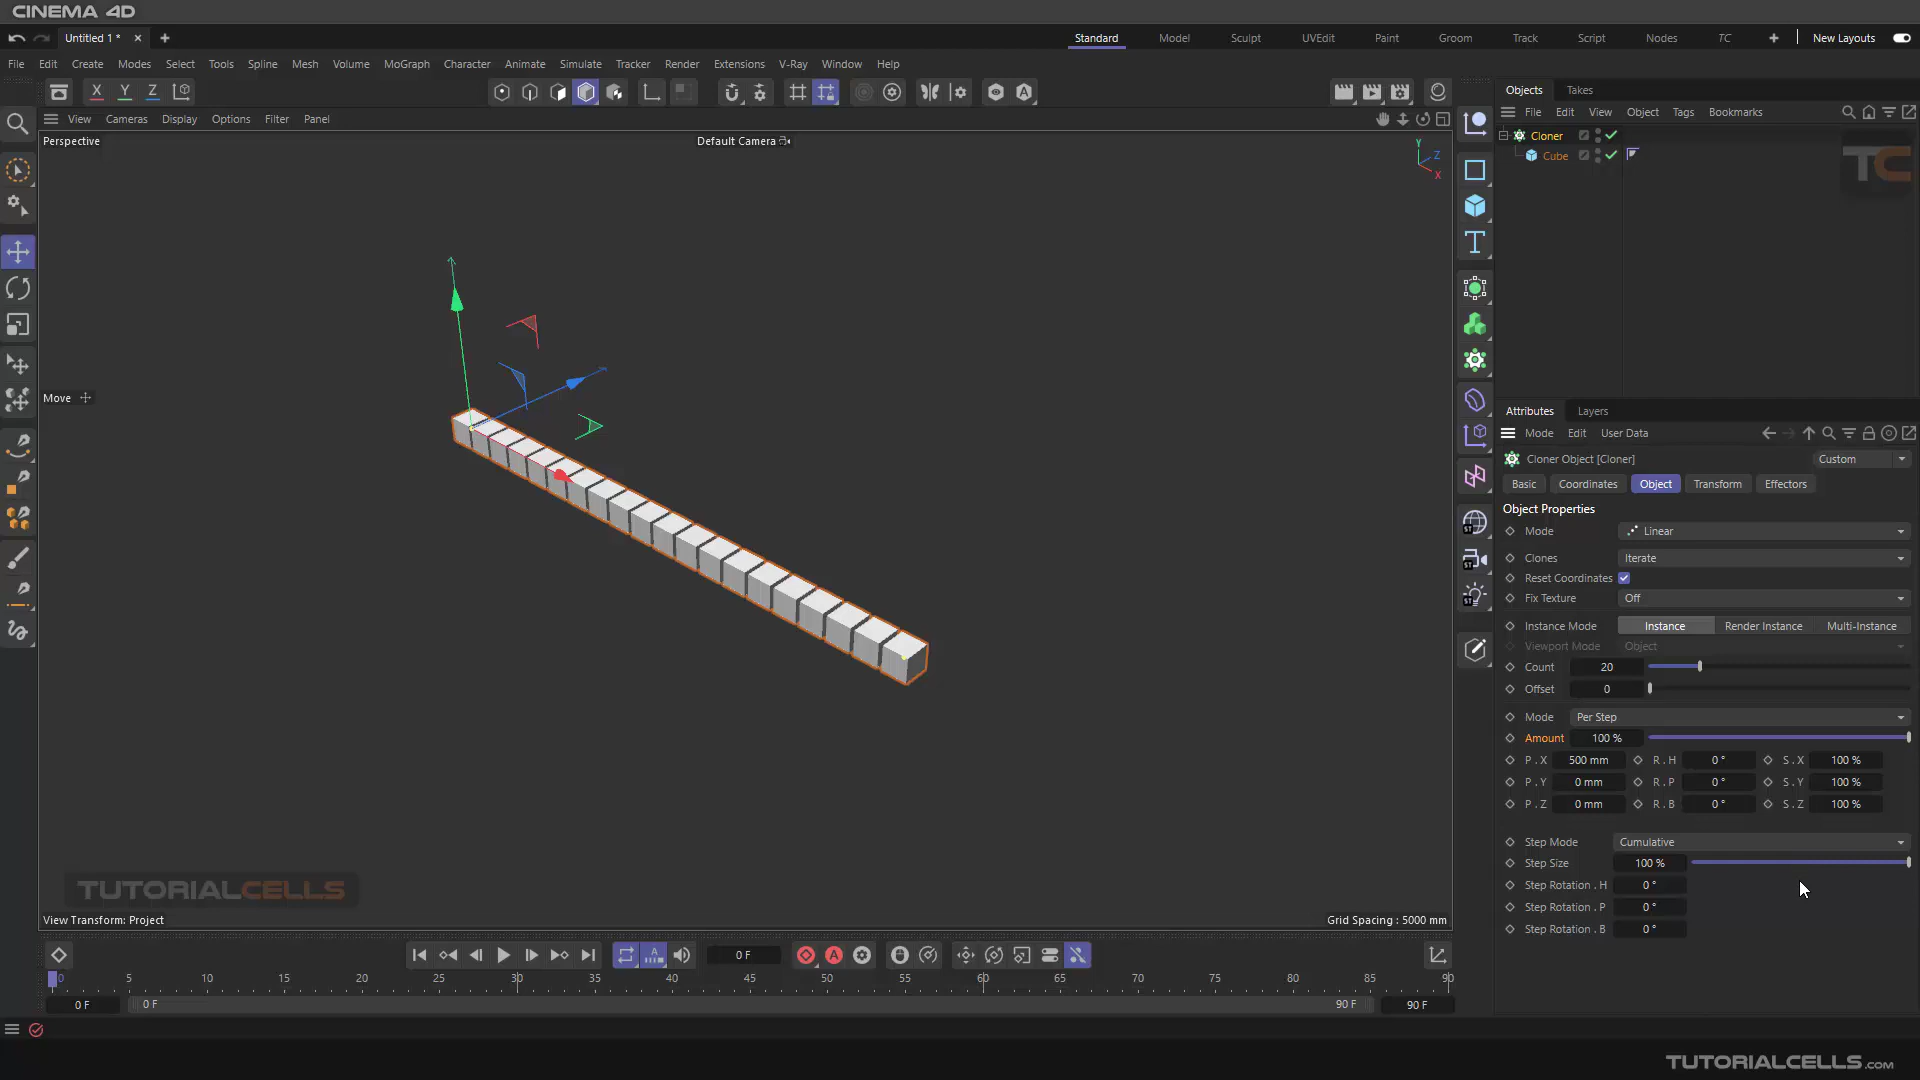 CINEMA 4D
Untitled 1 *
Standard Model Sculpt UVEdit Paint Groom Track Script Nodes TC New Layouts
File Edit Create Modes Select Tools Spline Mesh Volume MoGraph Character Animate Simulate Tracker Render Extensions V-Ray Window Help
X Y Z
Objects Takes
File Edit View Object Tags Bookmarks
View Cameras Display Options Filter Panel
Perspective
Default Camera
Y
Z
X
Cloner
Cube
TC
Move
Attributes Layers
Mode Edit User Data
Cloner Object [Cloner] Custom
Basic Coordinates Object Transform Effectors
Object Properties
Mode Linear
Clones Iterate
Reset Coordinates
Fix Texture Off
Instance Mode Instance Render Instance Multi-Instance
Viewport Mode Object
Count 20
Offset 0
Mode Per Step
Amount 100 %
P . X 500 mm R . H 0 ° S . X 100 %
P . Y 0 mm R . P 0 ° S . Y 100 %
P . Z 0 mm R . B 0 ° S . Z 100 %
Step Mode Cumulative
Step Size 100 %
Step Rotation . H 0 °
Step Rotation . P 0 °
Step Rotation . B 0 °
TUTORIALCELLS
View Transform: Project
Grid Spacing : 5000 mm
0 F
0 5 10 15 20 25 30 35 40 45 50 55 60 65 70 75 80 85 90
0 F 0 F 90 F 90 F
TUTORIALCELLS.COM